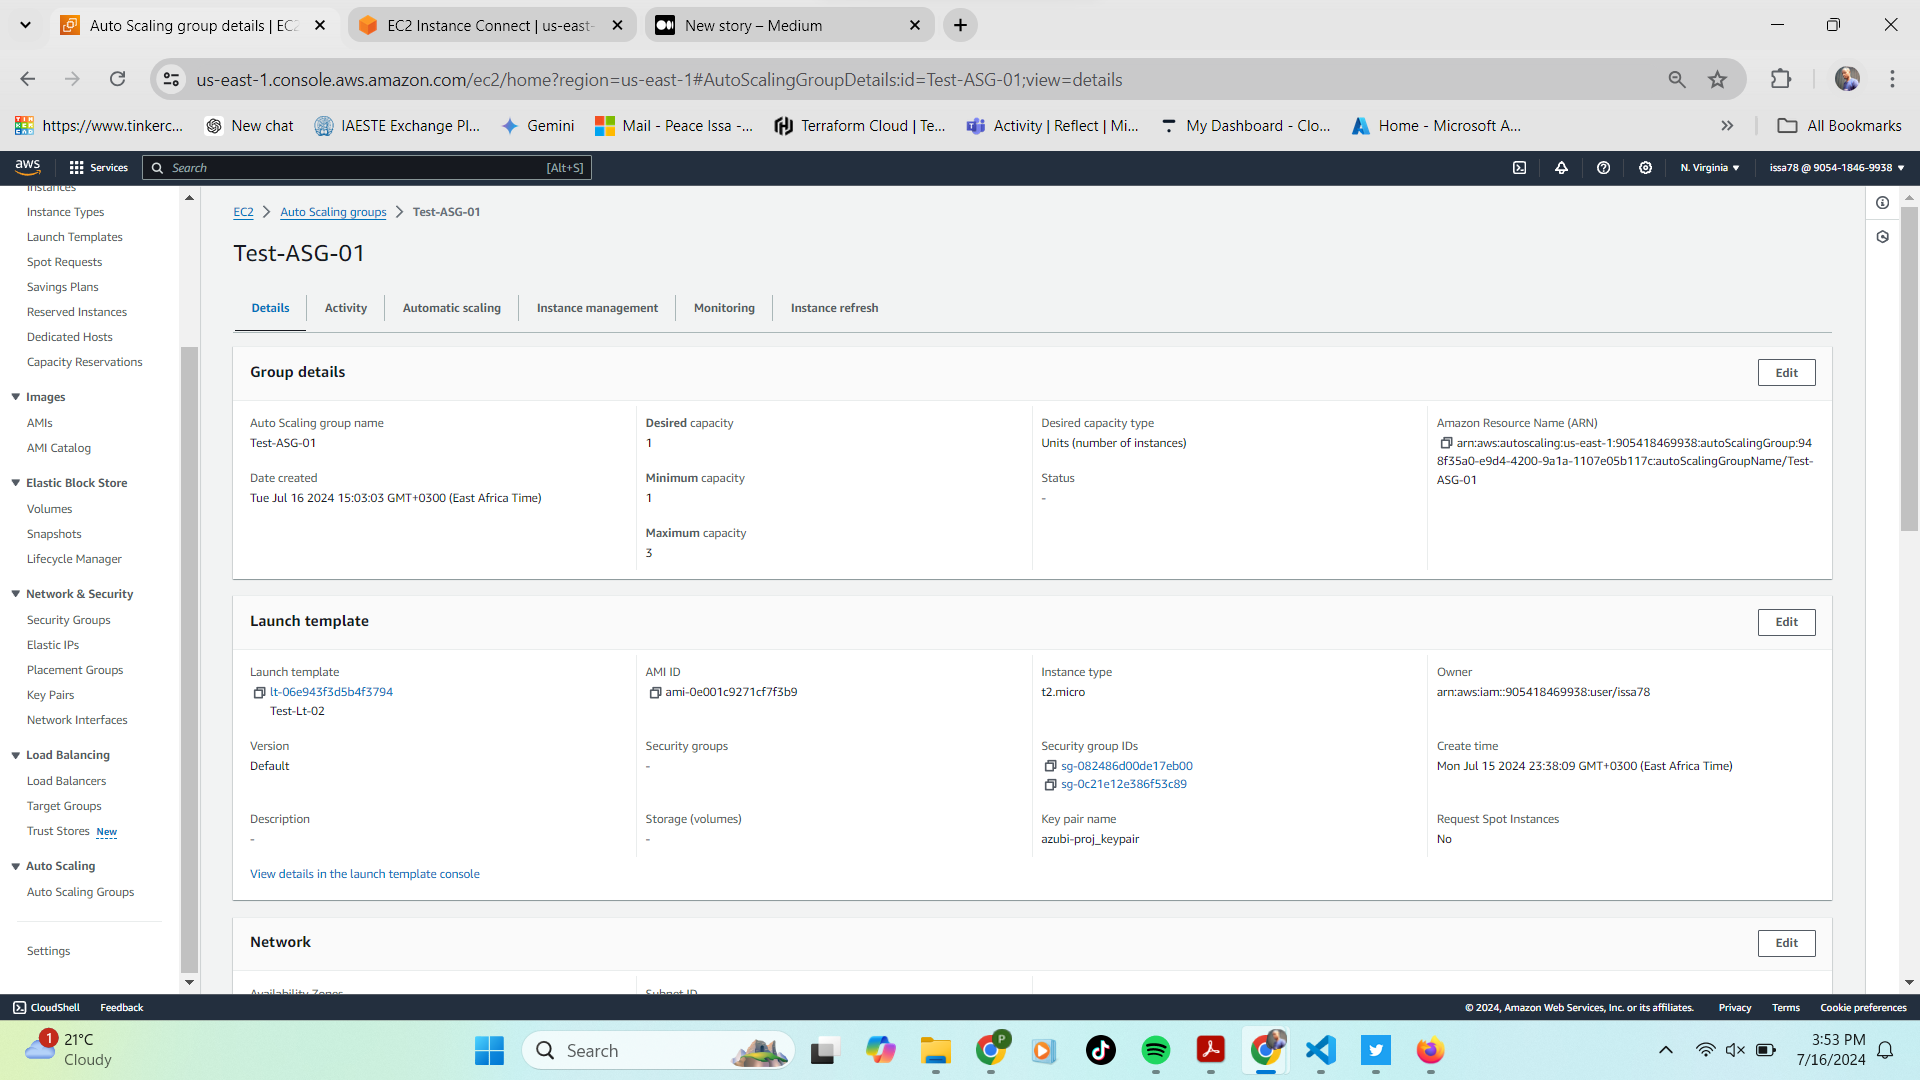 Auto Scaling group details | EC2
EC2 Instance Connect | us-east-
New story – Medium
us-east-1.console.aws.amazon.com/ec2/home?region=us-east-1#AutoScalingGroupDetails:id=Test-ASG-01;view=details
https://www.tinkerc...
New chat
IAESTE Exchange Pl...
Gemini
Mail - Peace Issa -...
Terraform Cloud | Te...
Activity | Reflect | Mi...
My Dashboard - Clo...
Home - Microsoft A...
All Bookmarks
aws
Services
Search
[Alt+S]
N. Virginia
issa78 @ 9054-1846-9938
Instances
Instance Types
Launch Templates
Spot Requests
Savings Plans
Reserved Instances
Dedicated Hosts
Capacity Reservations
Images
AMIs
AMI Catalog
Elastic Block Store
Volumes
Snapshots
Lifecycle Manager
Network & Security
Security Groups
Elastic IPs
Placement Groups
Key Pairs
Network Interfaces
Load Balancing
Load Balancers
Target Groups
Trust Stores New
Auto Scaling
Auto Scaling Groups
Settings
EC2 > Auto Scaling groups > Test-ASG-01
Test-ASG-01
Details
Activity
Automatic scaling
Instance management
Monitoring
Instance refresh
Group details
Edit
Auto Scaling group name
Test-ASG-01
Date created
Tue Jul 16 2024 15:03:03 GMT+0300 (East Africa Time)
Desired capacity
1
Minimum capacity
1
Maximum capacity
3
Desired capacity type
Units (number of instances)
Status
-
Amazon Resource Name (ARN)
arn:aws:autoscaling:us-east-1:905418469938:autoScalingGroup:94
8f35a0-e9d4-4200-9a1a-1107e05b117c:autoScalingGroupName/Test-
ASG-01
Launch template
Edit
Launch template
lt-06e943f3d5b4f3794
Test-Lt-02
AMI ID
ami-0e001c9271cf7f3b9
Instance type
t2.micro
Owner
arn:aws:iam::905418469938:user/issa78
Version
Default
Security groups
-
Security group IDs
sg-082486d00de17eb00
sg-0c21e12e386f53c89
Create time
Mon Jul 15 2024 23:38:09 GMT+0300 (East Africa Time)
Description
-
Storage (volumes)
-
Key pair name
azubi-proj_keypair
Request Spot Instances
No
View details in the launch template console
Network
Edit
Availability Zones
Subnet ID
CloudShell
Feedback
© 2024, Amazon Web Services, Inc. or its affiliates.
Privacy
Terms
Cookie preferences
1
21°C
Cloudy
Search
P
3:53 PM
7/16/2024